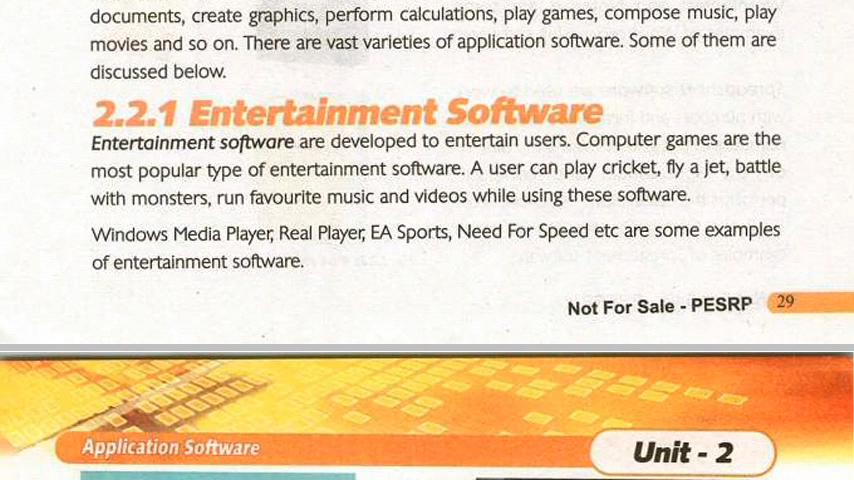 documents, create graphics, perform calculations, play games, compose music, play
movies and so on. There are vast varieties of application software. Some of them are
discussed below.
2.2.1 Entertainment Software
Entertainment software are developed to entertain users. Computer games are the
most popular type of entertainment software. A user can play cricket, fly a jet, battle
with monsters, run favourite music and videos while using these software.
Windows Media Player, Real Player, EA Sports, Need For Speed etc are some examples
of entertainment software.
Not For Sale - PESRP 29
Application Software
Unit - 2